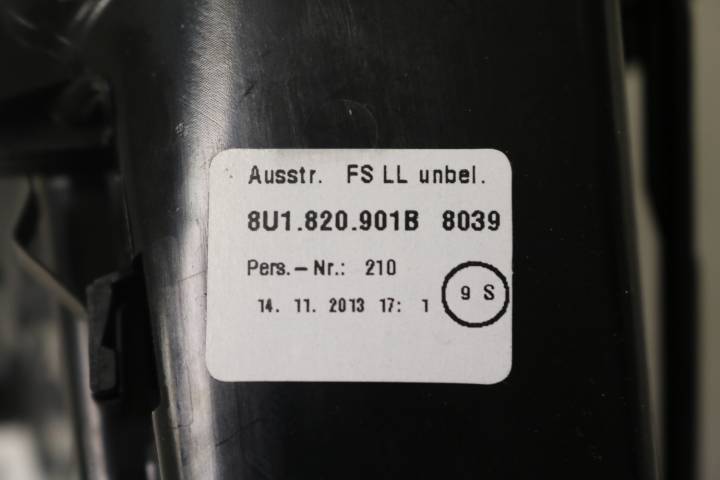 Ausstr. FS LL unbel.
8U1.820.901B 8039
Pers.-Nr.: 210
9 S
14. 11. 2013 17: 1